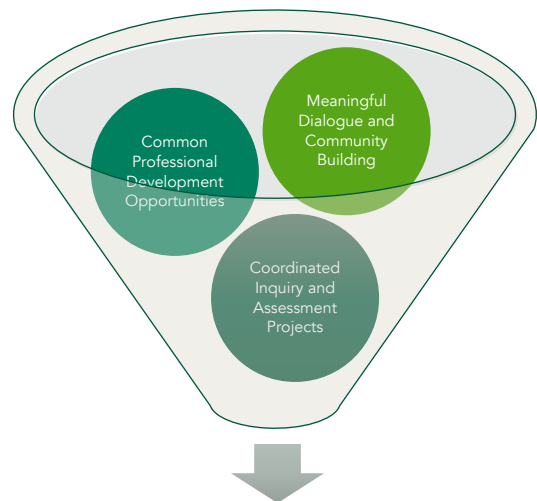 Common
Professional
Development
Opportunities
Meaningful
Dialogue and
Community
Building
Coordinated
Inquiry and
Assessment
Projects